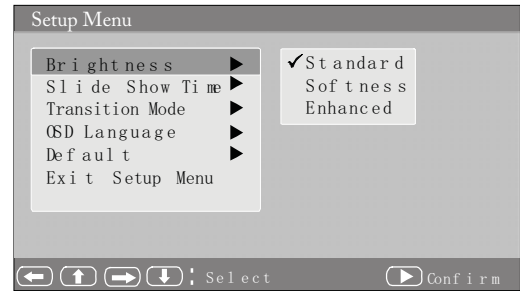 Setup Menu
Brightness
Slide Show Time
Transition Mode
OSD Language
Default
Exit Setup Menu
✓Standard
Softness
Enhanced
: Select
Confirm